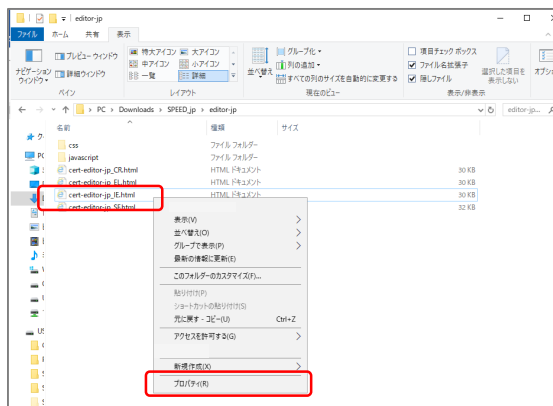 editor-jp
ファイル ホーム 共有 表示
ナビゲーション ウィンドウ▾
プレビュー ウィンドウ
詳細ウィンドウ
特大アイコン 大アイコン
中アイコン 小アイコン
一覧 詳細
並べ替え
グループ化▾
列の追加▾
すべての列のサイズを自動的に変更する
項目チェック ボックス
ファイル名拡張子
隠しファイル
選択した項目を
表示しない
ペイン レイアウト 現在のビュー 表示/非表示
PC > Downloads > SPEED_jp > editor-jp
editor-jp...
名前 種類 サイズ
css ファイル フォルダー
javascript ファイル フォルダー
cert-editor-jp_CR.html HTML ドキュメント 30 KB
cert-editor-jp_EL.html HTML ドキュメント 30 KB
cert-editor-jp_IE.html HTML ドキュメント 30 KB
cert-editor-jp_SF.html 32 KB
PC
表示(V)
並べ替え(O)
グループで表示(P)
最新の情報に更新(E)
このフォルダーのカスタマイズ(F)...
貼り付け(P)
ショートカットの貼り付け(S)
元に戻す - コピー(U) Ctrl+Z
アクセスを許可する(G)
新規作成(X)
プロパティ(R)